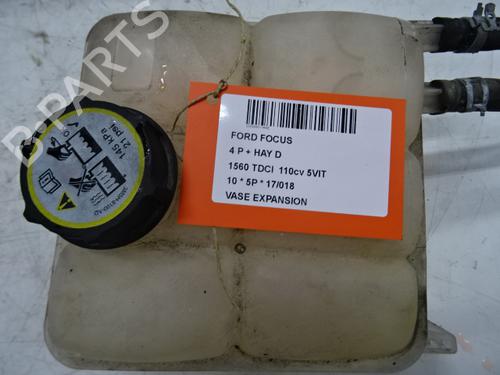 B-PARTS
FORD FOCUS
4 P + HAY D
1560 TDCI 110cv 5VIT
10 * 5P * 17/018
VASE EXPANSION
145 kPa
21 psi